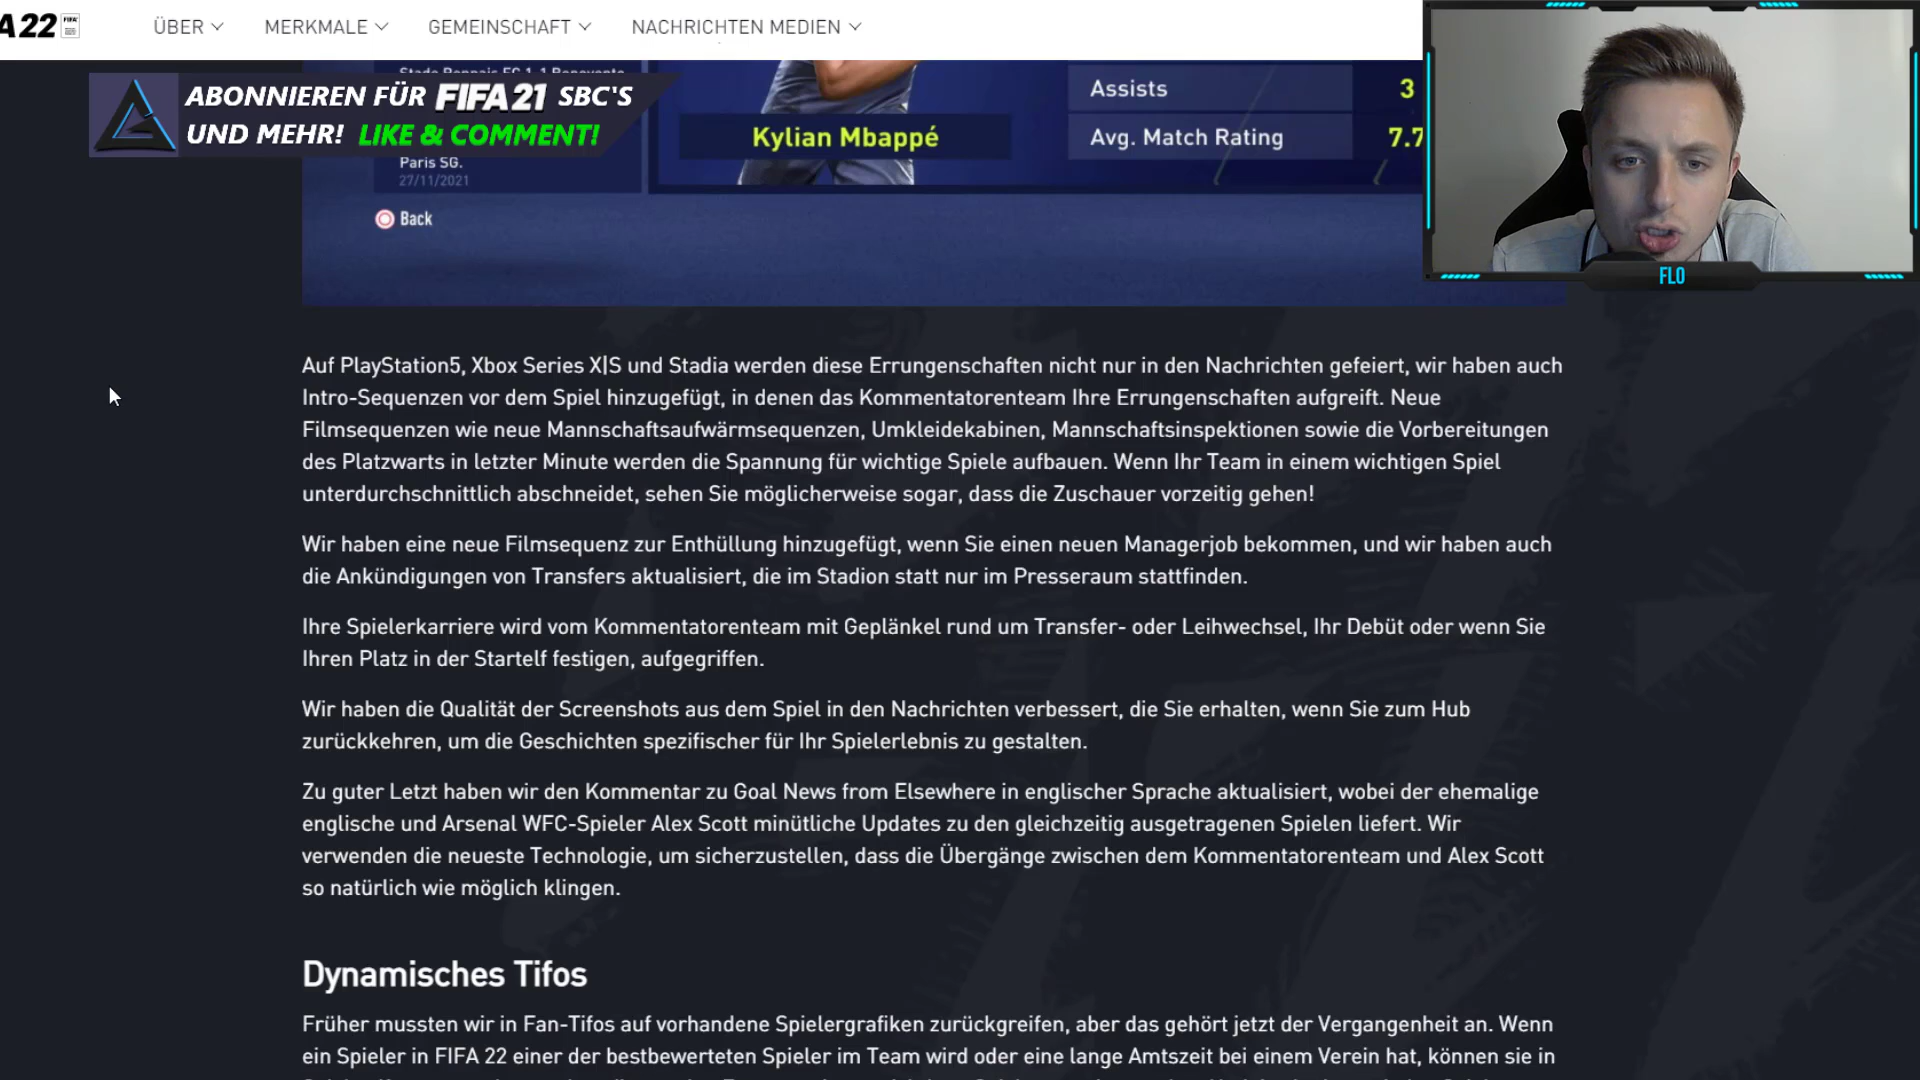 A 22
ÜBER
MERKMALE
GEMEINSCHAFT
NACHRICHTEN MEDIEN
Stade Rennais FC 1-1 Benevento
ABONNIEREN FÜR FIFA 21 SBC'S
UND MEHR! LIKE & COMMENT!
Paris SG.
27/11/2021
Back
Kylian Mbappé
Assists 3
Avg. Match Rating 7.7
FLO
Auf PlayStation5, Xbox Series X|S und Stadia werden diese Errungenschaften nicht nur in den Nachrichten gefeiert, wir haben auch
Intro-Sequenzen vor dem Spiel hinzugefügt, in denen das Kommentatorenteam Ihre Errungenschaften aufgreift. Neue
Filmsequenzen wie neue Mannschaftsaufwärmsequenzen, Umkleidekabinen, Mannschaftsinspektionen sowie die Vorbereitungen
des Platzwarts in letzter Minute werden die Spannung für wichtige Spiele aufbauen. Wenn Ihr Team in einem wichtigen Spiel
unterdurchschnittlich abschneidet, sehen Sie möglicherweise sogar, dass die Zuschauer vorzeitig gehen!
Wir haben eine neue Filmsequenz zur Enthüllung hinzugefügt, wenn Sie einen neuen Managerjob bekommen, und wir haben auch
die Ankündigungen von Transfers aktualisiert, die im Stadion statt nur im Presseraum stattfinden.
Ihre Spielerkarriere wird vom Kommentatorenteam mit Geplänkel rund um Transfer- oder Leihwechsel, Ihr Debüt oder wenn Sie
Ihren Platz in der Startelf festigen, aufgegriffen.
Wir haben die Qualität der Screenshots aus dem Spiel in den Nachrichten verbessert, die Sie erhalten, wenn Sie zum Hub
zurückkehren, um die Geschichten spezifischer für Ihr Spielerlebnis zu gestalten.
Zu guter Letzt haben wir den Kommentar zu Goal News from Elsewhere in englischer Sprache aktualisiert, wobei der ehemalige
englische und Arsenal WFC-Spieler Alex Scott minütliche Updates zu den gleichzeitig ausgetragenen Spielen liefert. Wir
verwenden die neueste Technologie, um sicherzustellen, dass die Übergänge zwischen dem Kommentatorenteam und Alex Scott
so natürlich wie möglich klingen.
Dynamisches Tifos
Früher mussten wir in Fan-Tifos auf vorhandene Spielergrafiken zurückgreifen, aber das gehört jetzt der Vergangenheit an. Wenn
ein Spieler in FIFA 22 einer der bestbewerteten Spieler im Team wird oder eine lange Amtszeit bei einem Verein hat, können sie in